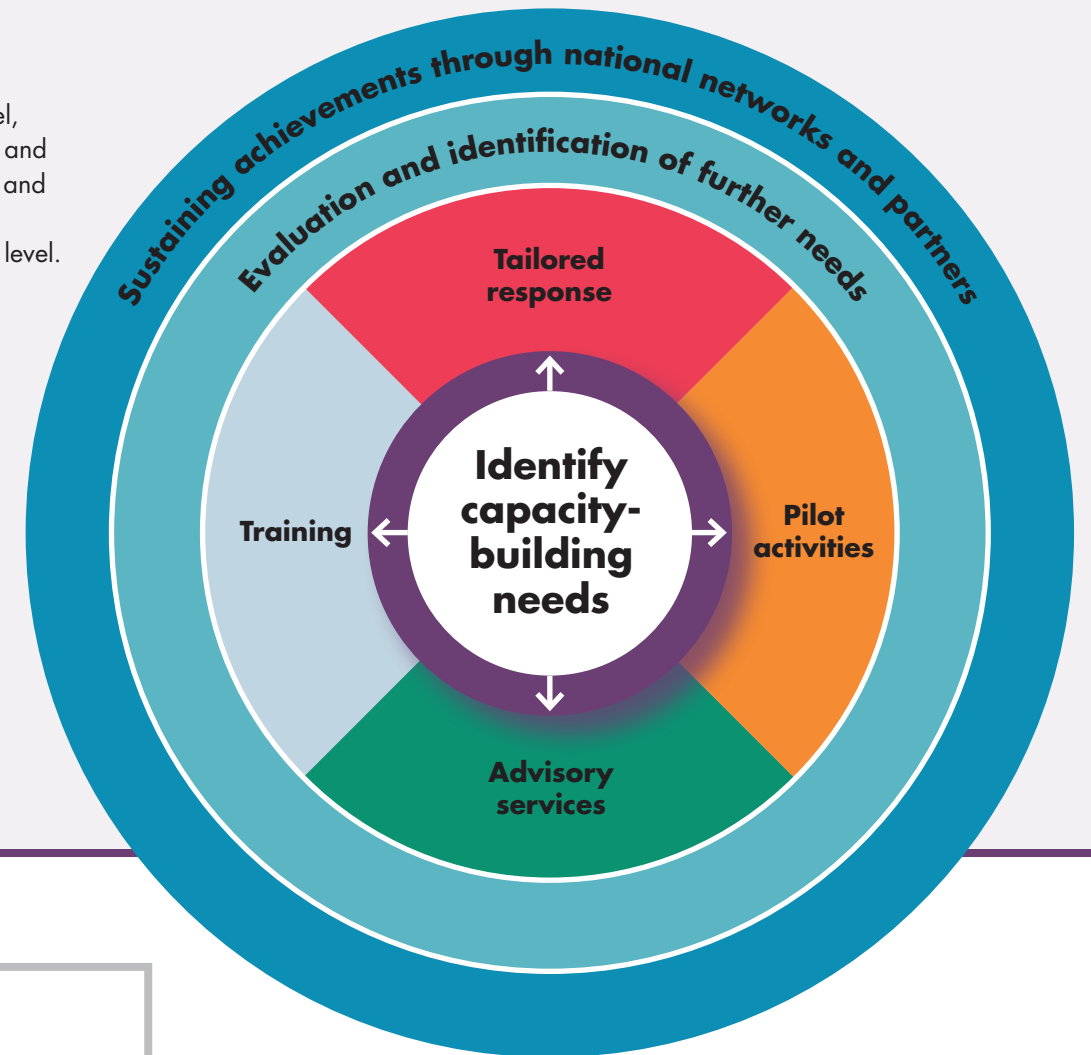 el,
and
and
level.
Sustaining achievements through national networks and partners
Evaluation and identification of further needs
Tailored
response
Training
Identify
capacity-
building
needs
Pilot
activities
Advisory
services